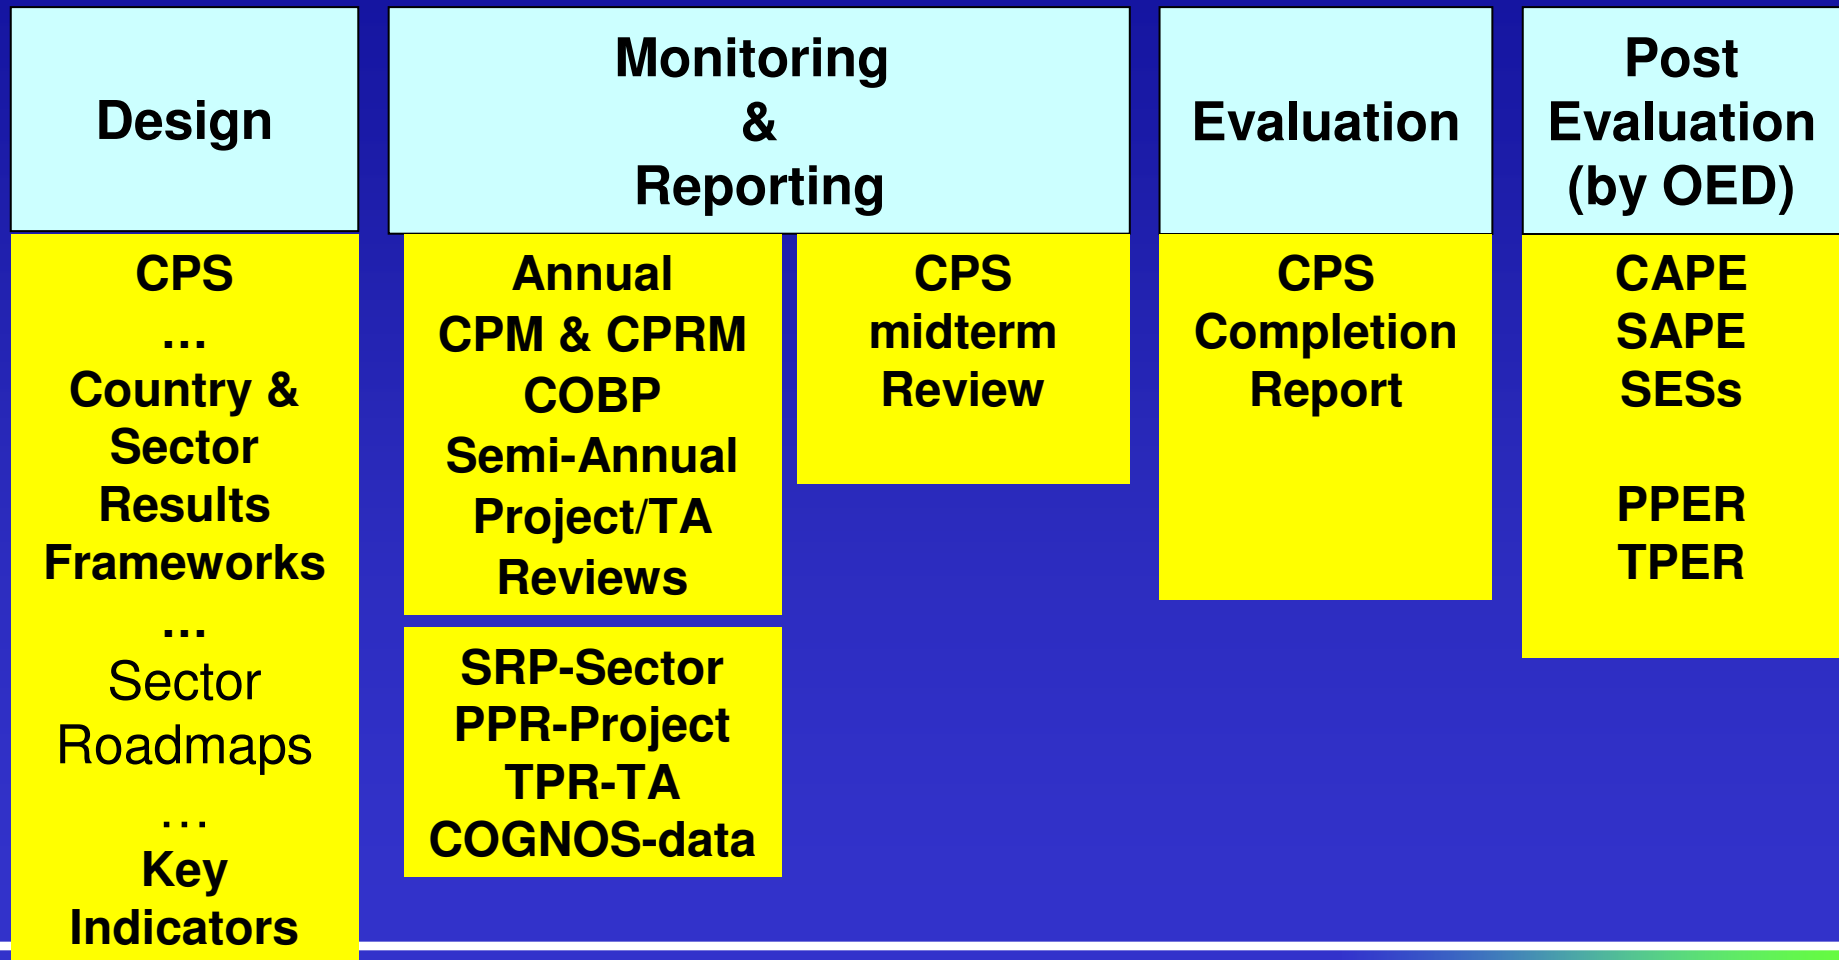 Design
CPS
...
Country &
Sector
Results
Frameworks
...
Sector
Roadmaps
...
Key
Indicators
Monitoring
&
Reporting
Annual
CPM & CPRM
COBP
Semi-Annual
Project/TA
Reviews
SRP-Sector
PPR-Project
TPR-TA
COGNOS-data
CPS
midterm
Review
Evaluation
CPS
Completion
Report
Post
Evaluation
(by OED)
CAPE
SAPE
SESs
PPER
TPER